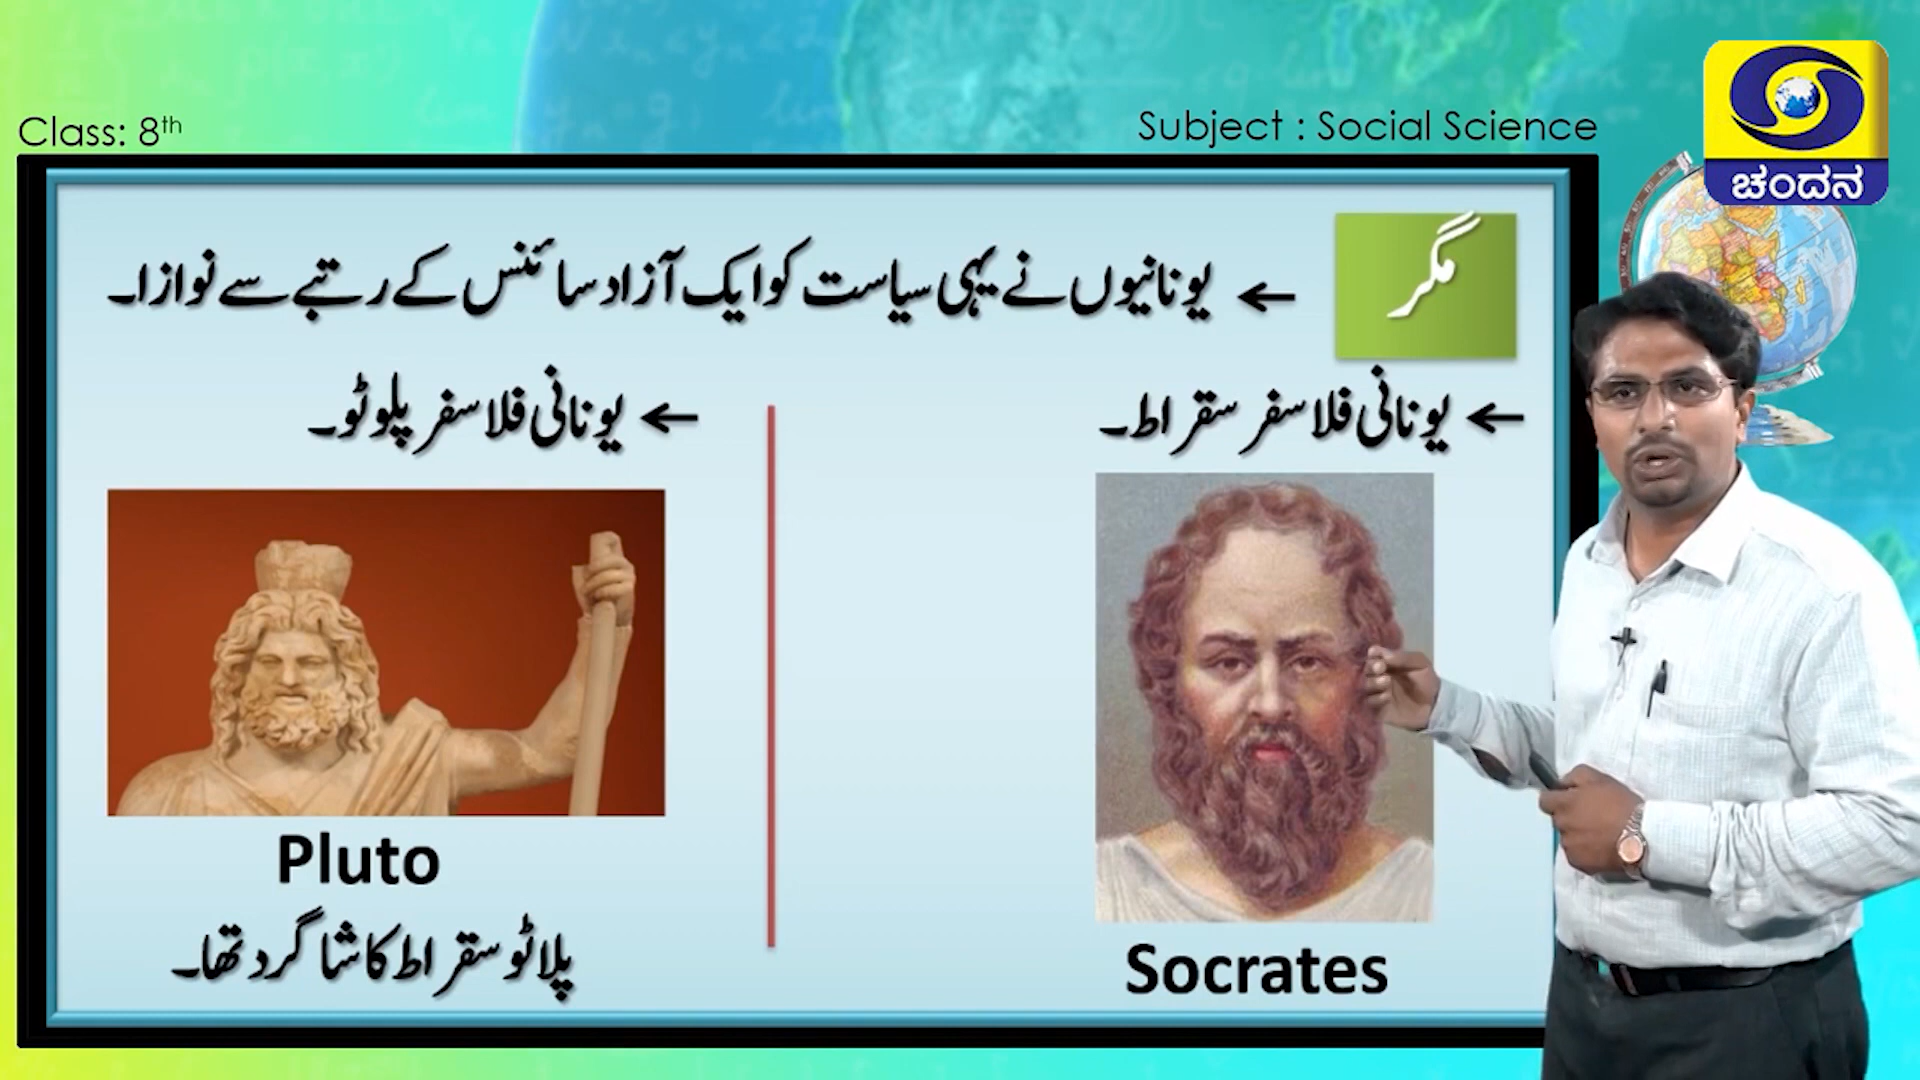 Class: 8th
Subject : Social Science
ಚಂದನ
مگر
← یونانیوں نے یہی سیاست کو ایک آزاد سائنس کے رتبے سے نوازا۔
← یونانی فلاسفر سقراط۔
← یونانی فلاسفر پلوٹو۔
Socrates
Pluto
پلاٹو سقراط کا شاگرد تھا۔